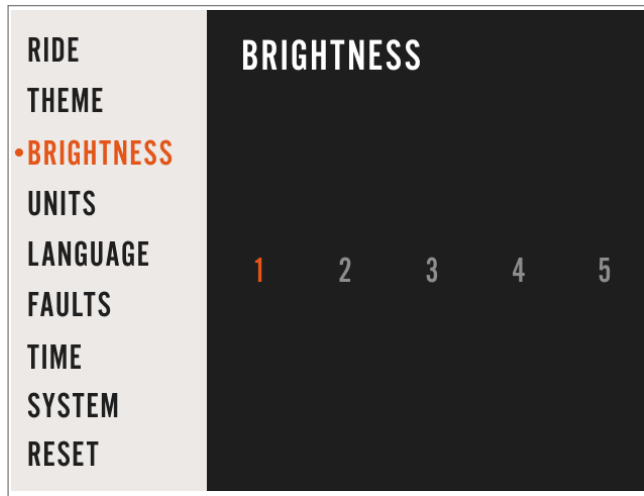 RIDE
THEME
BRIGHTNESS
UNITS
LANGUAGE
FAULTS
TIME
SYSTEM
RESET
BRIGHTNESS
1 2 3 4 5